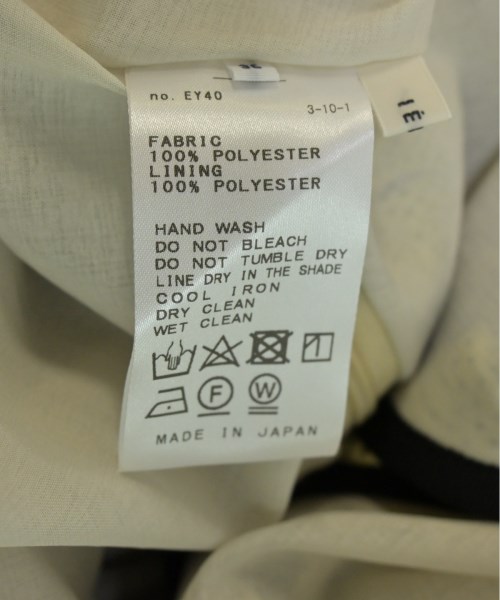 no. EY40
3-10-1
FABRIC
100% POLYESTER
LINING
100% POLYESTER
HAND WASH
DO NOT BLEACH
DO NOT TUMBLE DRY
LINE DRY IN THE SHADE
COOL IRON
DRY CLEAN
WET CLEAN
F W
MADE IN JAPAN